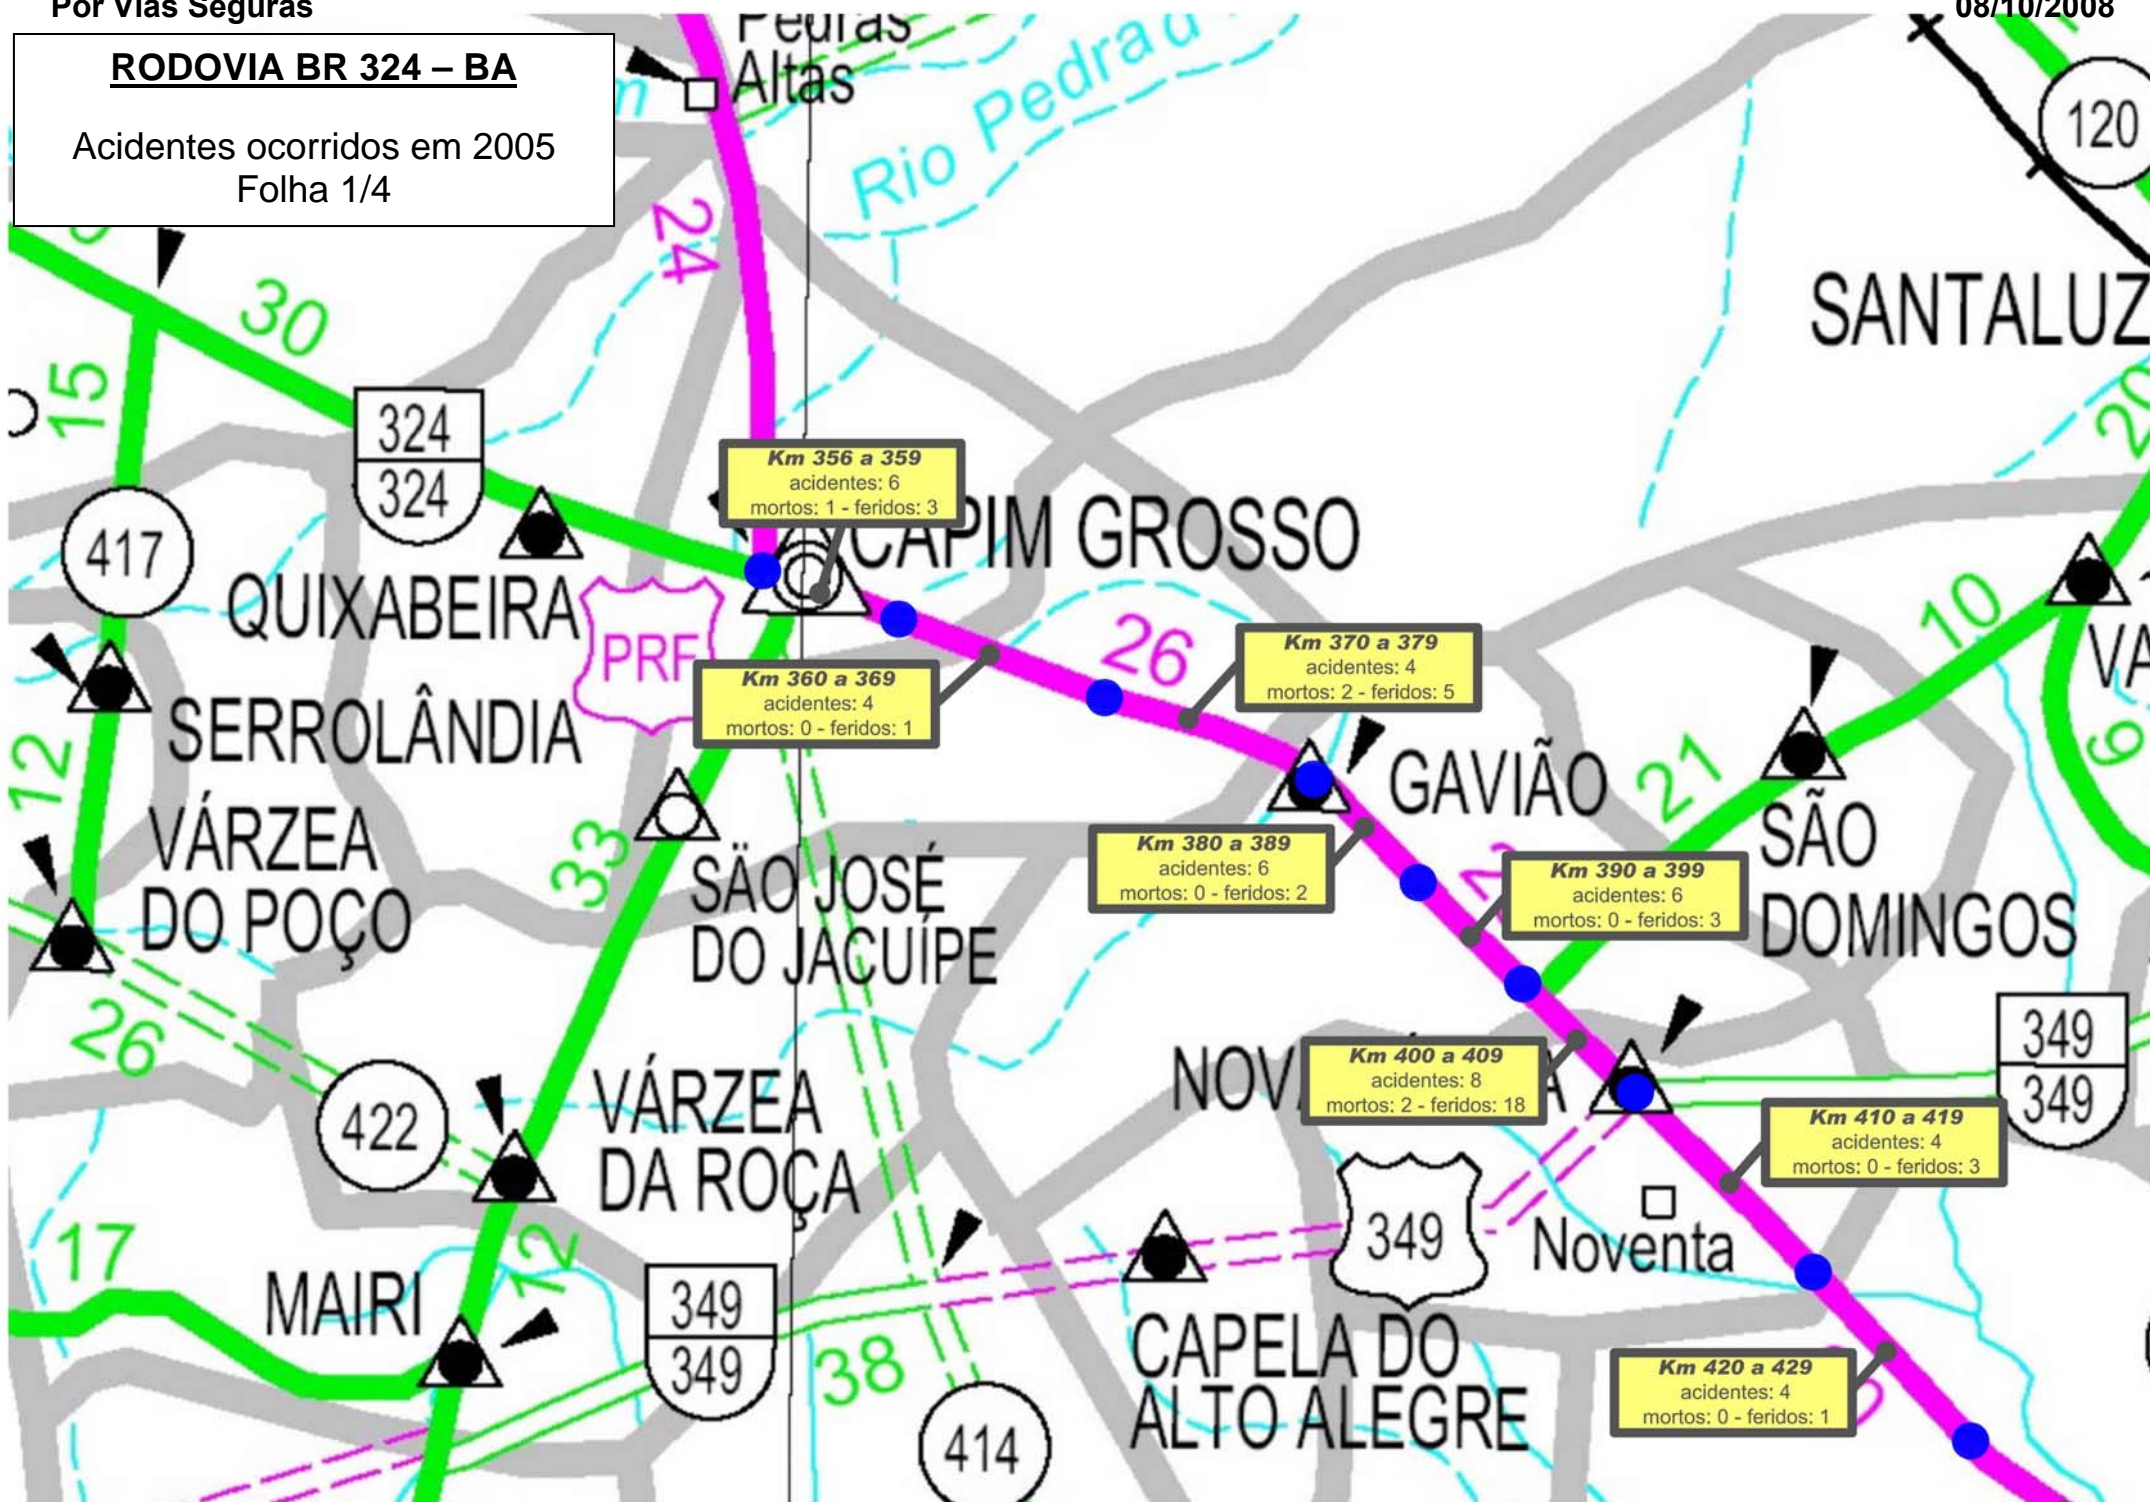 Por Vias Seguras
08/10/2008
RODOVIA BR 324 – BA
Acidentes ocorridos em 2005
Folha 1/4
Pedras
Altas
Rio Pedra d
120
24
30
SANTALUZ
15
324
324
20
Km 356 a 359
acidentes: 6
mortos: 1 - feridos: 3
CAPIM GROSSO
417
QUIXABEIRA
10
26
PRF
Km 370 a 379
acidentes: 4
mortos: 2 - feridos: 5
VA
Km 360 a 369
acidentes: 4
mortos: 0 - feridos: 1
SERROLÂNDIA
12
GAVIÃO
21
6
SÃO
DOMINGOS
VÁRZEA
DO POÇO
33
SÃO JOSÉ
DO JACUÍPE
Km 380 a 389
acidentes: 6
mortos: 0 - feridos: 2
Km 390 a 399
acidentes: 6
mortos: 0 - feridos: 3
26
349
349
NOV
A
Km 400 a 409
acidentes: 8
mortos: 2 - feridos: 18
422
VÁRZEA
DA ROÇA
Km 410 a 419
acidentes: 4
mortos: 0 - feridos: 3
17
12
349
Noventa
MAIRI
349
349
38
CAPELA DO
ALTO ALEGRE
Km 420 a 429
acidentes: 4
mortos: 0 - feridos: 1
414